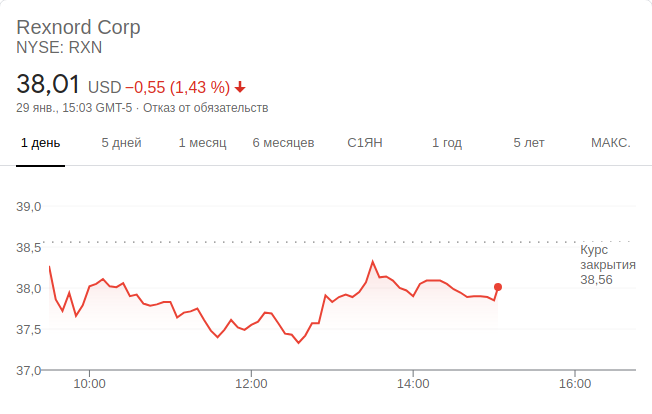 Rexnord Corp
NYSE: RXN
38,01 USD −0,55 (1,43 %)
29 янв., 15:03 GMT-5 · Отказ от обязательств
1 день 5 дней 1 месяц 6 месяцев С1ЯН 1 год 5 лет МАКС.
39,0
38,5
Курс
закрытия
38,56
38,0
37,5
37,0
10:00 12:00 14:00 16:00